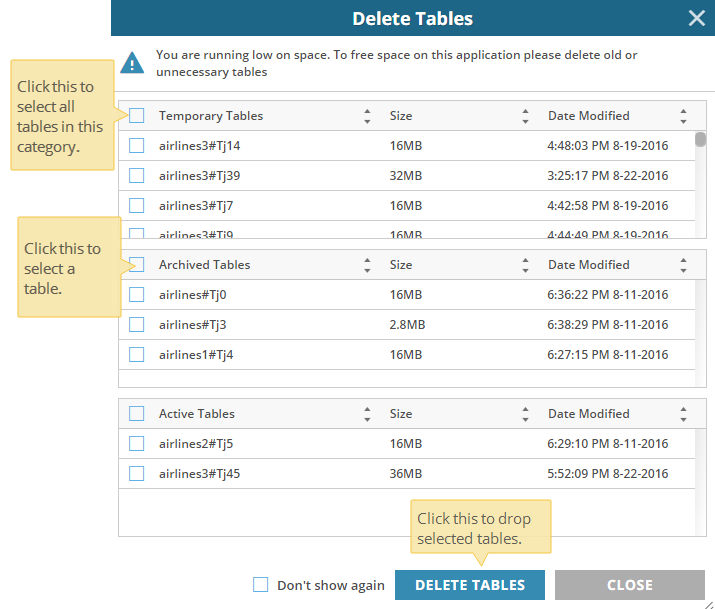 Delete Tables
You are running low on space. To free space on this application please delete old or
unnecessary tables
Click this to
select all
tables in this
category.
Temporary Tables Size Date Modified
airlines3#Tj14 16MB 4:48:03 PM 8-19-2016
airlines3#Tj39 32MB 3:25:17 PM 8-22-2016
airlines3#Tj7 16MB 4:42:58 PM 8-19-2016
airlines3#Tj9 16MB 4:44:49 PM 8-19-2016
Click this to
select a
table.
Archived Tables Size Date Modified
airlines#Tj0 16MB 6:36:22 PM 8-11-2016
airlines#Tj3 2.8MB 6:38:29 PM 8-11-2016
airlines1#Tj4 16MB 6:27:15 PM 8-11-2016
Active Tables Size Date Modified
airlines2#Tj5 16MB 6:29:10 PM 8-11-2016
airlines3#Tj45 36MB 5:52:09 PM 8-22-2016
Click this to drop
selected tables.
Don't show again DELETE TABLES CLOSE